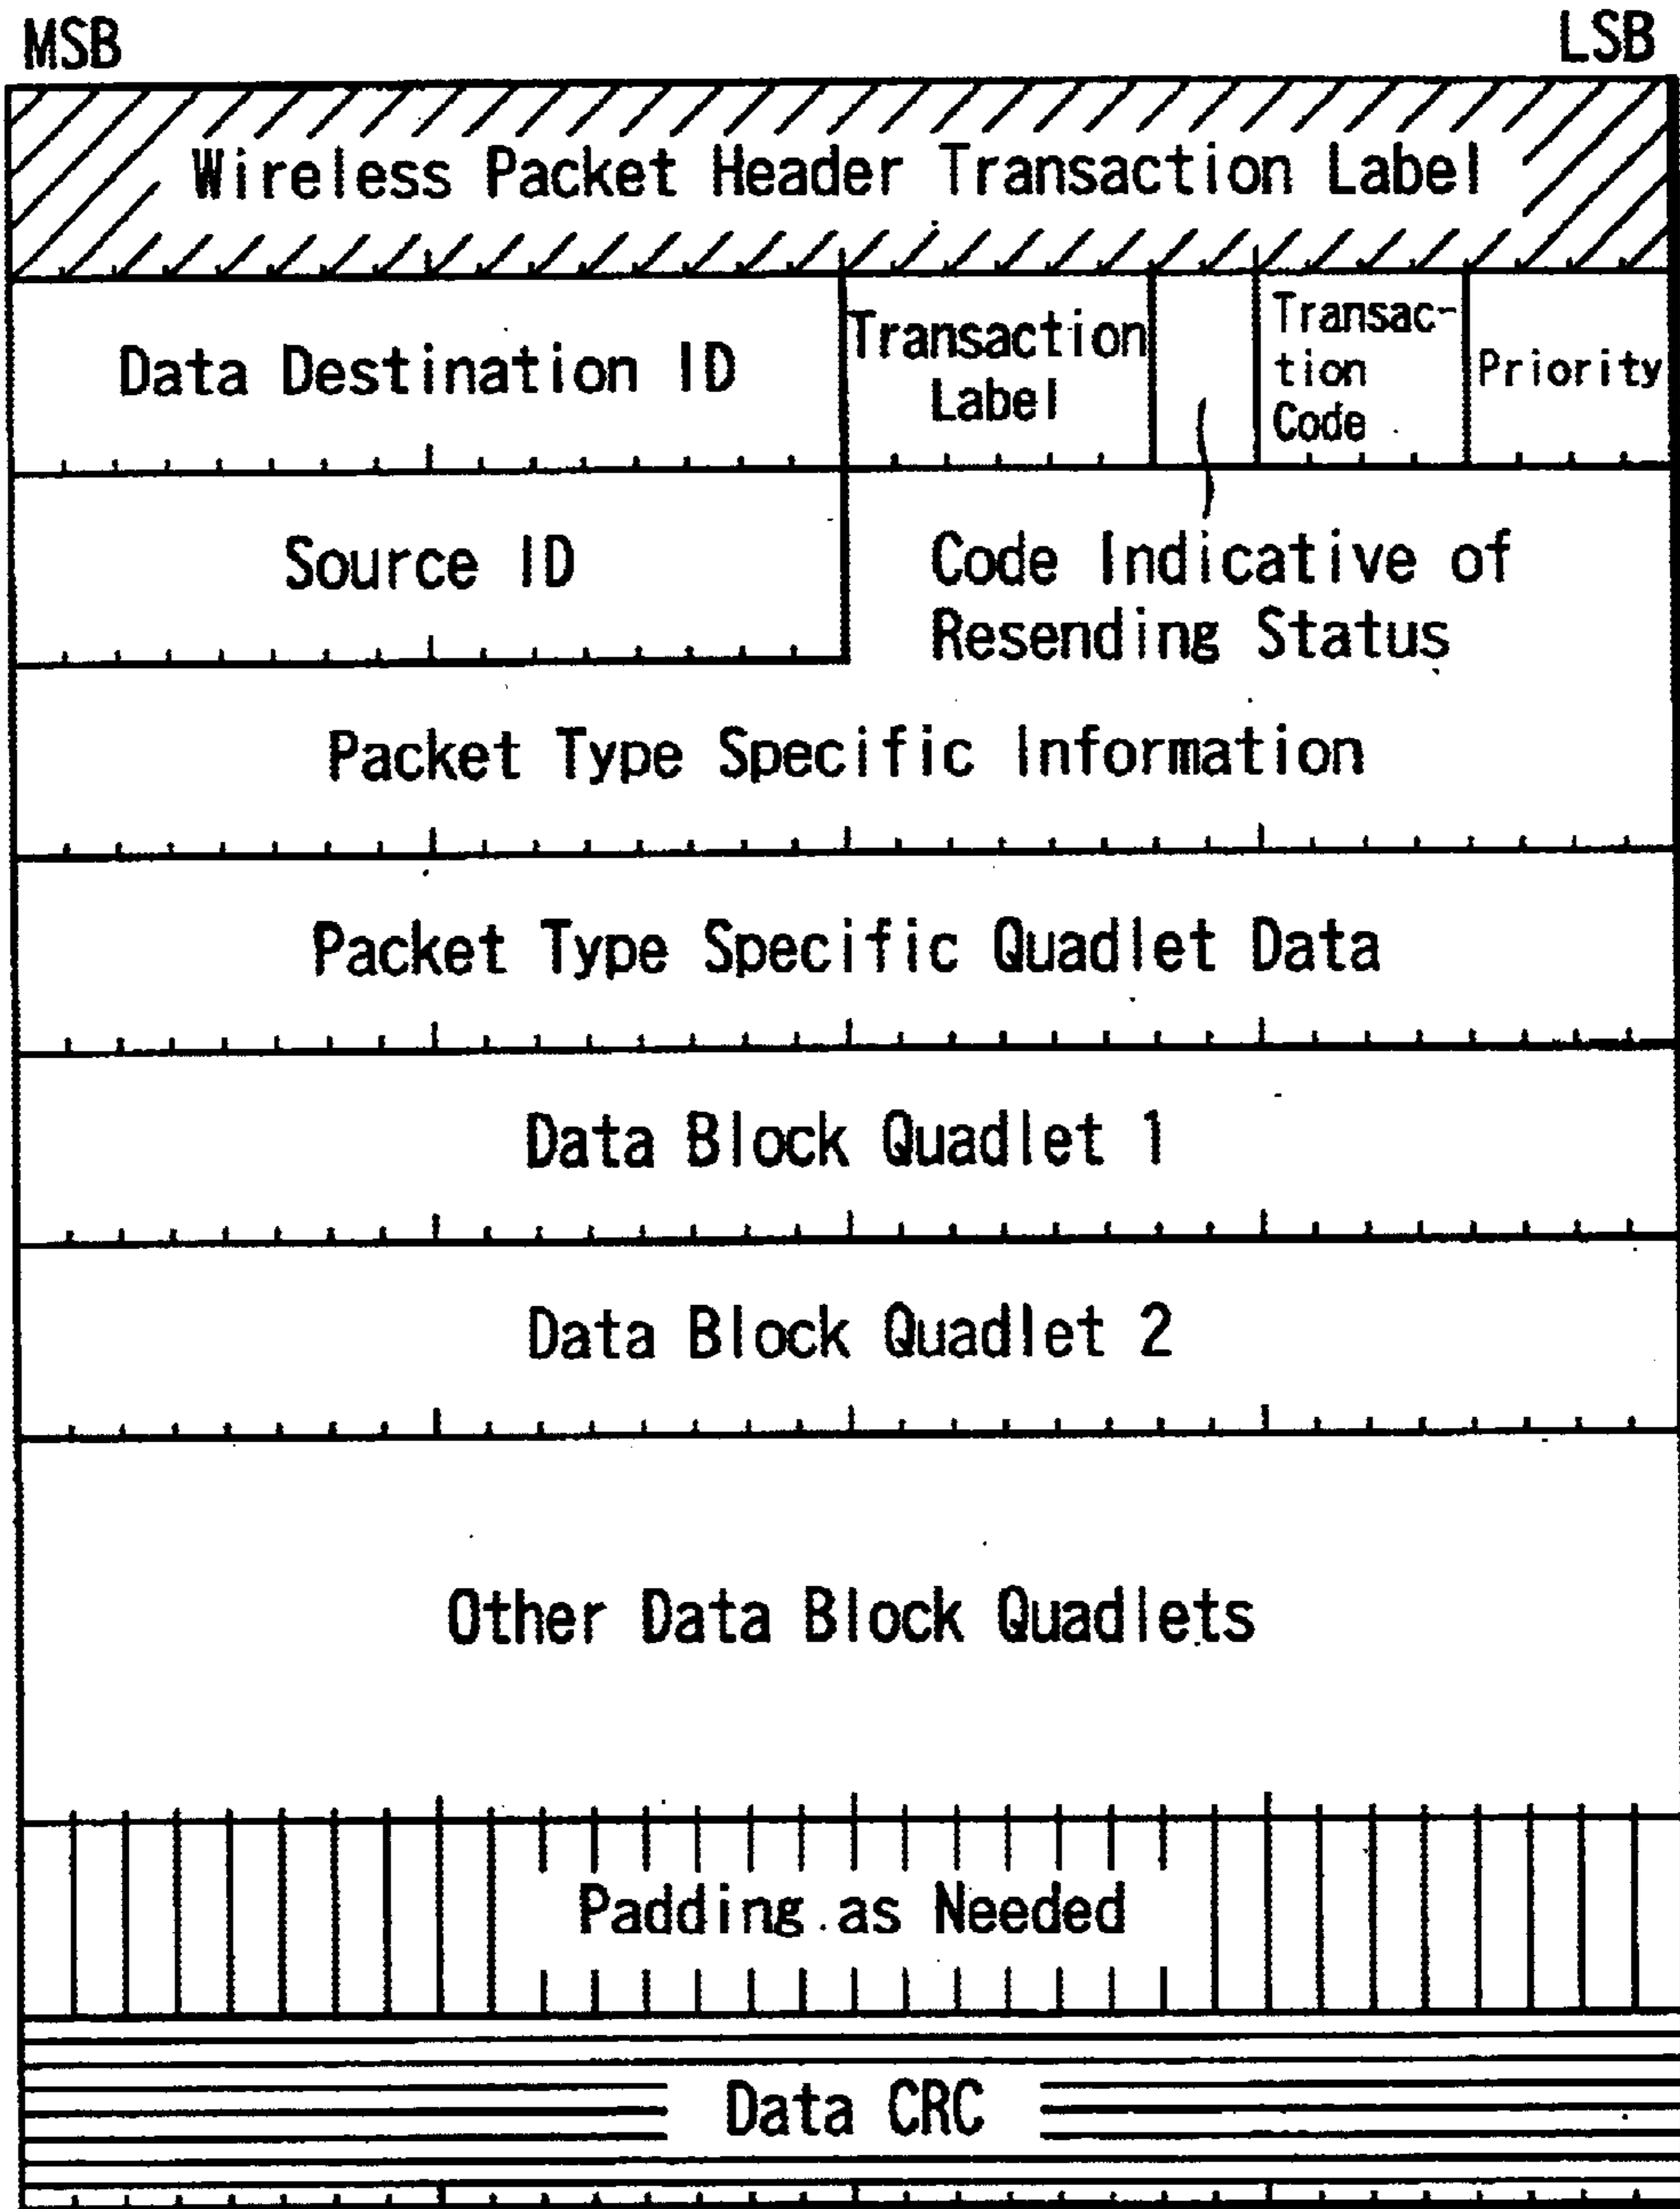 MSB
LSB
Wireless Packet Header Transaction Label
Data Destination ID
Transaction
Label
Transac-
tion
Code
Priority
Source ID
Code Indicative of
Resending Status
Packet Type Specific Information
Packet Type Specific Quadlet Data
Data Block Quadlet 1
Data Block Quadlet 2
Other Data Block Quadlets
Padding as Needed
Data CRC